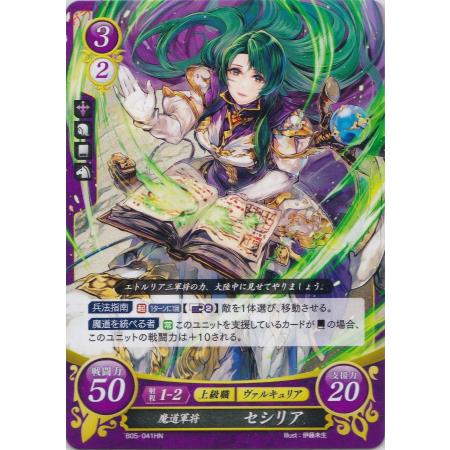 3
2
エトルリア三軍将の力、大陸中に見せてやりましょう。
兵法指南 起 1ターンに1回 【2】敵を1体選び、移動させる。
魔道を統べる者 常 このユニットを支援しているカードが の場合、
このユニットの戦闘力は+10される。
戦闘力
50
射程 1-2 上級職 ヴァルキュリア
支援力
20
魔道軍将 セシリア
B05-041HN
Illust:伊藤未生